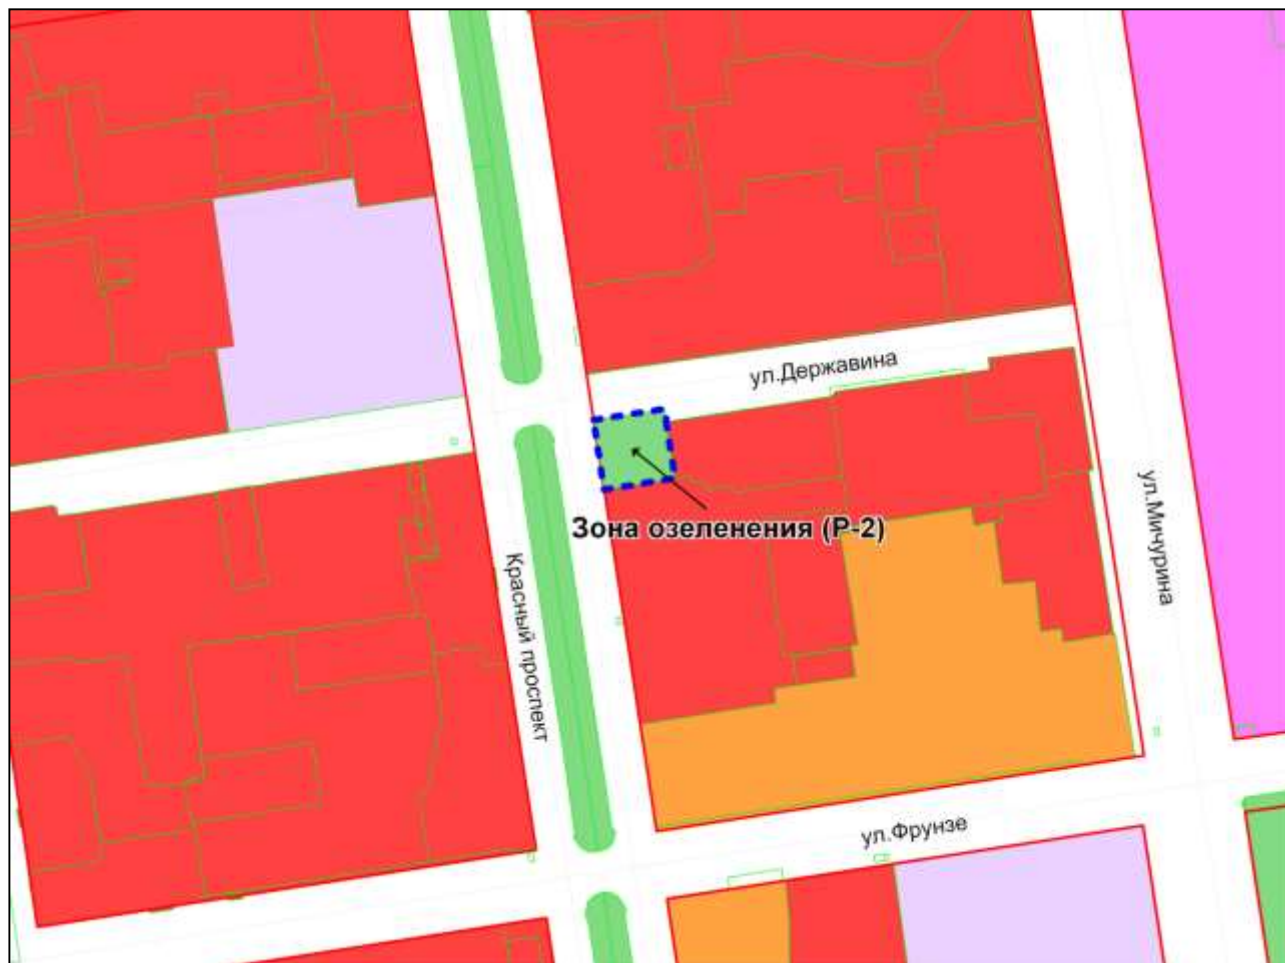 ул.Державина
Зона озеленения (Р-2)
ул.Мичурина
Красный проспект
ул.Фрунзе